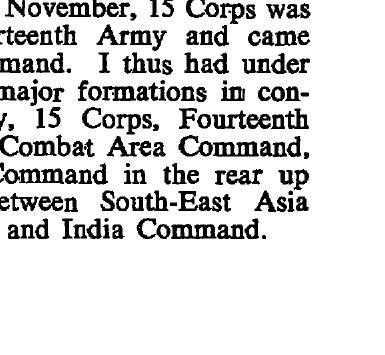 November, 15 Corps was
rteenth Army and came
mand. I thus had under
major formations in con-
y, 15 Corps, Fourteenth
Combat Area Command,
Command in the rear up
etween South-East Asia
and India Command.